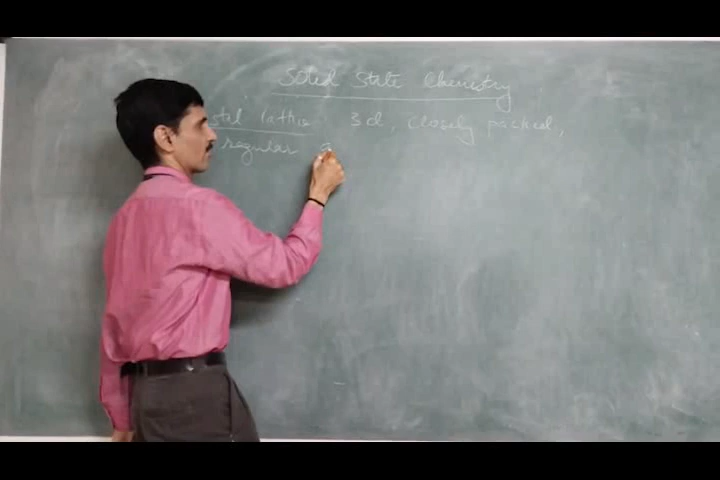 Solid State Chemistry
stal lattice 3d, closely packed,
regular a